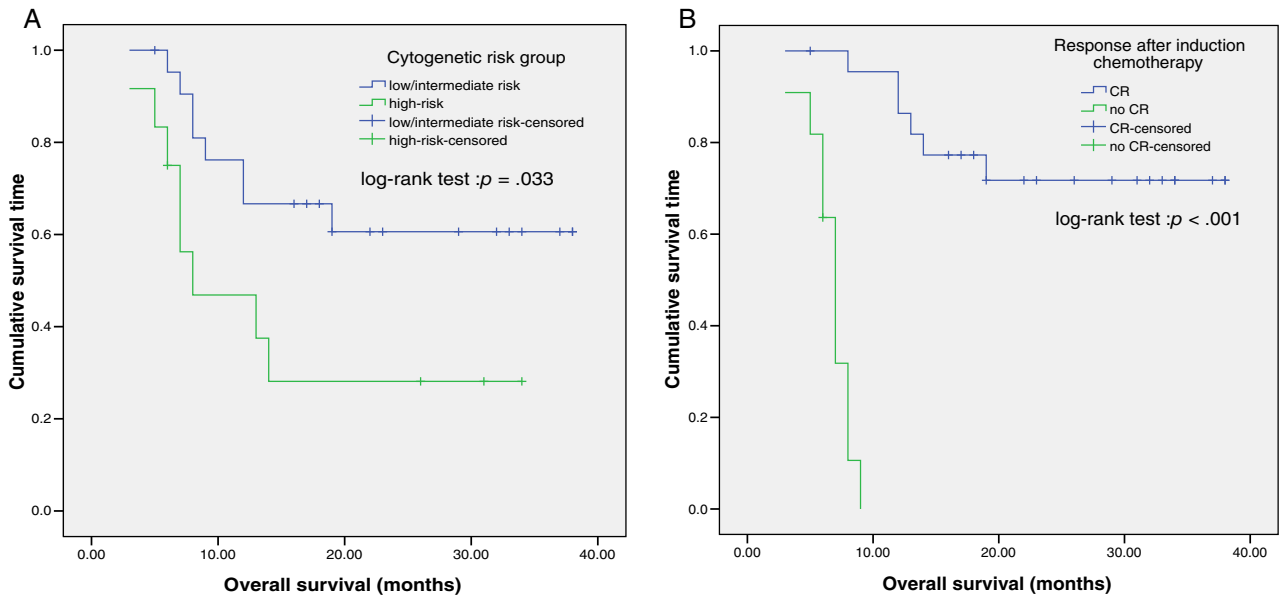 A
Cytogenetic risk group
low/intermediate risk
high-risk
low/intermediate risk-censored
high-risk-censored
log-rank test :p = .033
Cumulative survival time
1.0
0.8
0.6
0.4
0.2
0.0
0.00 10.00 20.00 30.00 40.00
Overall survival (months)
B
Response after induction
chemotherapy
CR
no CR
CR-censored
no CR-censored
log-rank test :p < .001
Cumulative survival time
1.0
0.8
0.6
0.4
0.2
0.0
0.00 10.00 20.00 30.00 40.00
Overall survival (months)